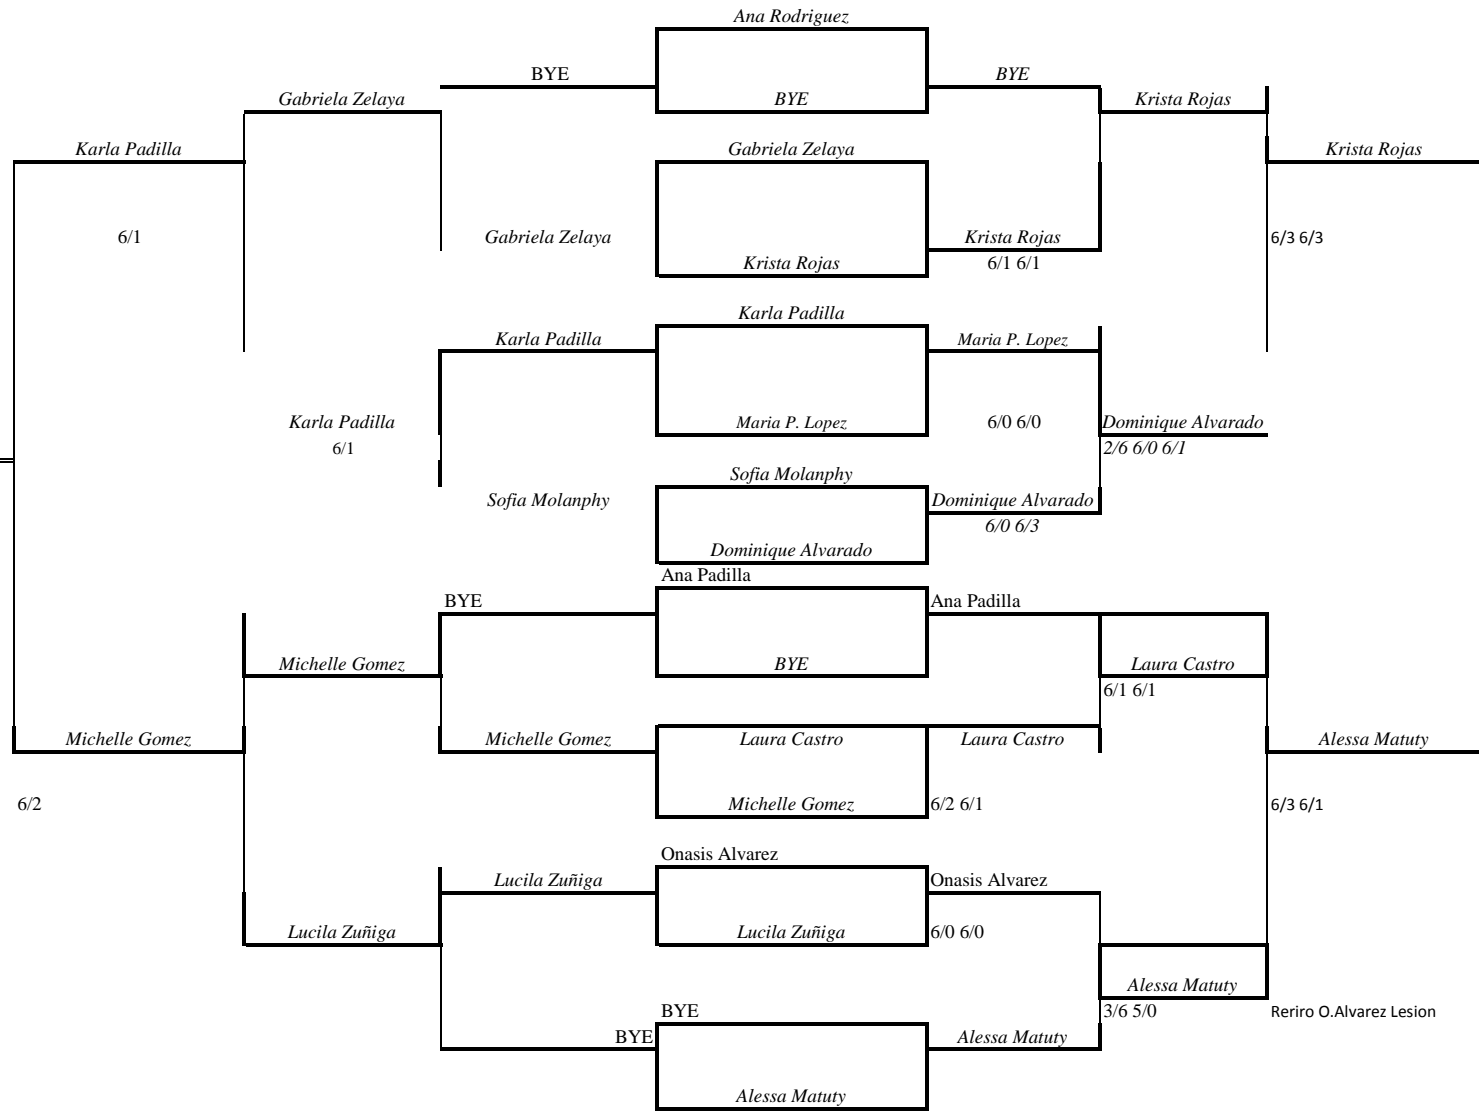 Ana Rodriguez
BYE
BYE
Gabriela Zelaya
BYE
Krista Rojas
Karla Padilla
Gabriela Zelaya
Krista Rojas
6/1
Gabriela Zelaya
Krista Rojas
6/3 6/3
Krista Rojas
6/1 6/1
Karla Padilla
Karla Padilla
Maria P. Lopez
Karla Padilla
Maria P. Lopez
6/0 6/0
Dominique Alvarado
6/1
2/6 6/0 6/1
Sofia Molanphy
Sofia Molanphy
Dominique Alvarado
6/0 6/3
Dominique Alvarado
Ana Padilla
BYE
Ana Padilla
Michelle Gomez
BYE
Laura Castro
6/1 6/1
Michelle Gomez
Michelle Gomez
Laura Castro
Laura Castro
Alessa Matuty
6/2
Michelle Gomez
6/2 6/1
6/3 6/1
Onasis Alvarez
Lucila Zuñiga
Onasis Alvarez
Lucila Zuñiga
Lucila Zuñiga
6/0 6/0
Alessa Matuty
BYE
3/6 5/0
Reriro O.Alvarez Lesion
BYE
Alessa Matuty
Alessa Matuty